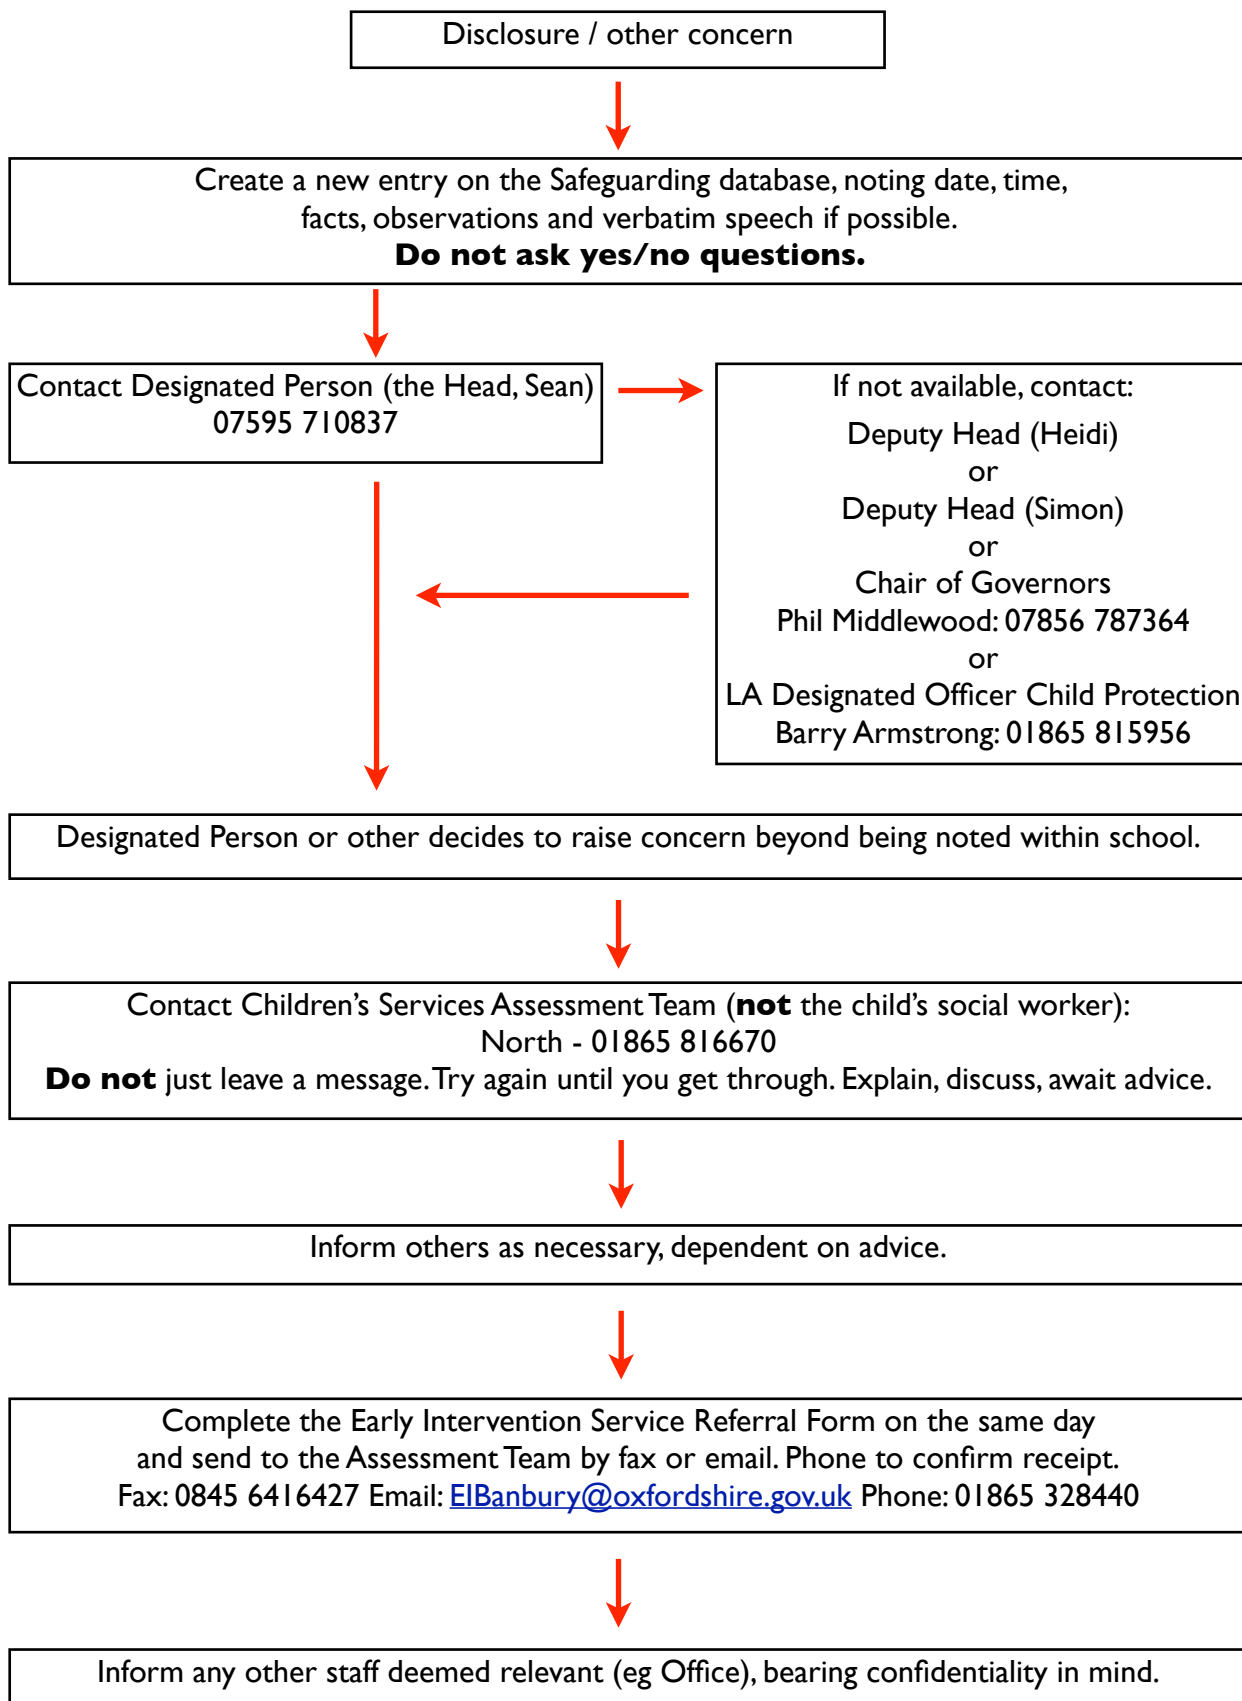 Disclosure / other concern
Create a new entry on the Safeguarding database, noting date, time,
facts, observations and verbatim speech if possible.
Do not ask yes/no questions.
Contact Designated Person (the Head, Sean)
07595 710837
If not available, contact:
Deputy Head (Heidi)
or
Deputy Head (Simon)
or
Chair of Governors
Phil Middlewood: 07856 787364
or
LA Designated Officer Child Protection
Barry Armstrong: 01865 815956
Designated Person or other decides to raise concern beyond being noted within school.
Contact Children’s Services Assessment Team (not the child’s social worker):
North - 01865 816670
Do not just leave a message. Try again until you get through. Explain, discuss, await advice.
Inform others as necessary, dependent on advice.
Complete the Early Intervention Service Referral Form on the same day
and send to the Assessment Team by fax or email. Phone to confirm receipt.
Fax: 0845 6416427 Email: EIBanbury@oxfordshire.gov.uk Phone: 01865 328440
Inform any other staff deemed relevant (eg Office), bearing confidentiality in mind.